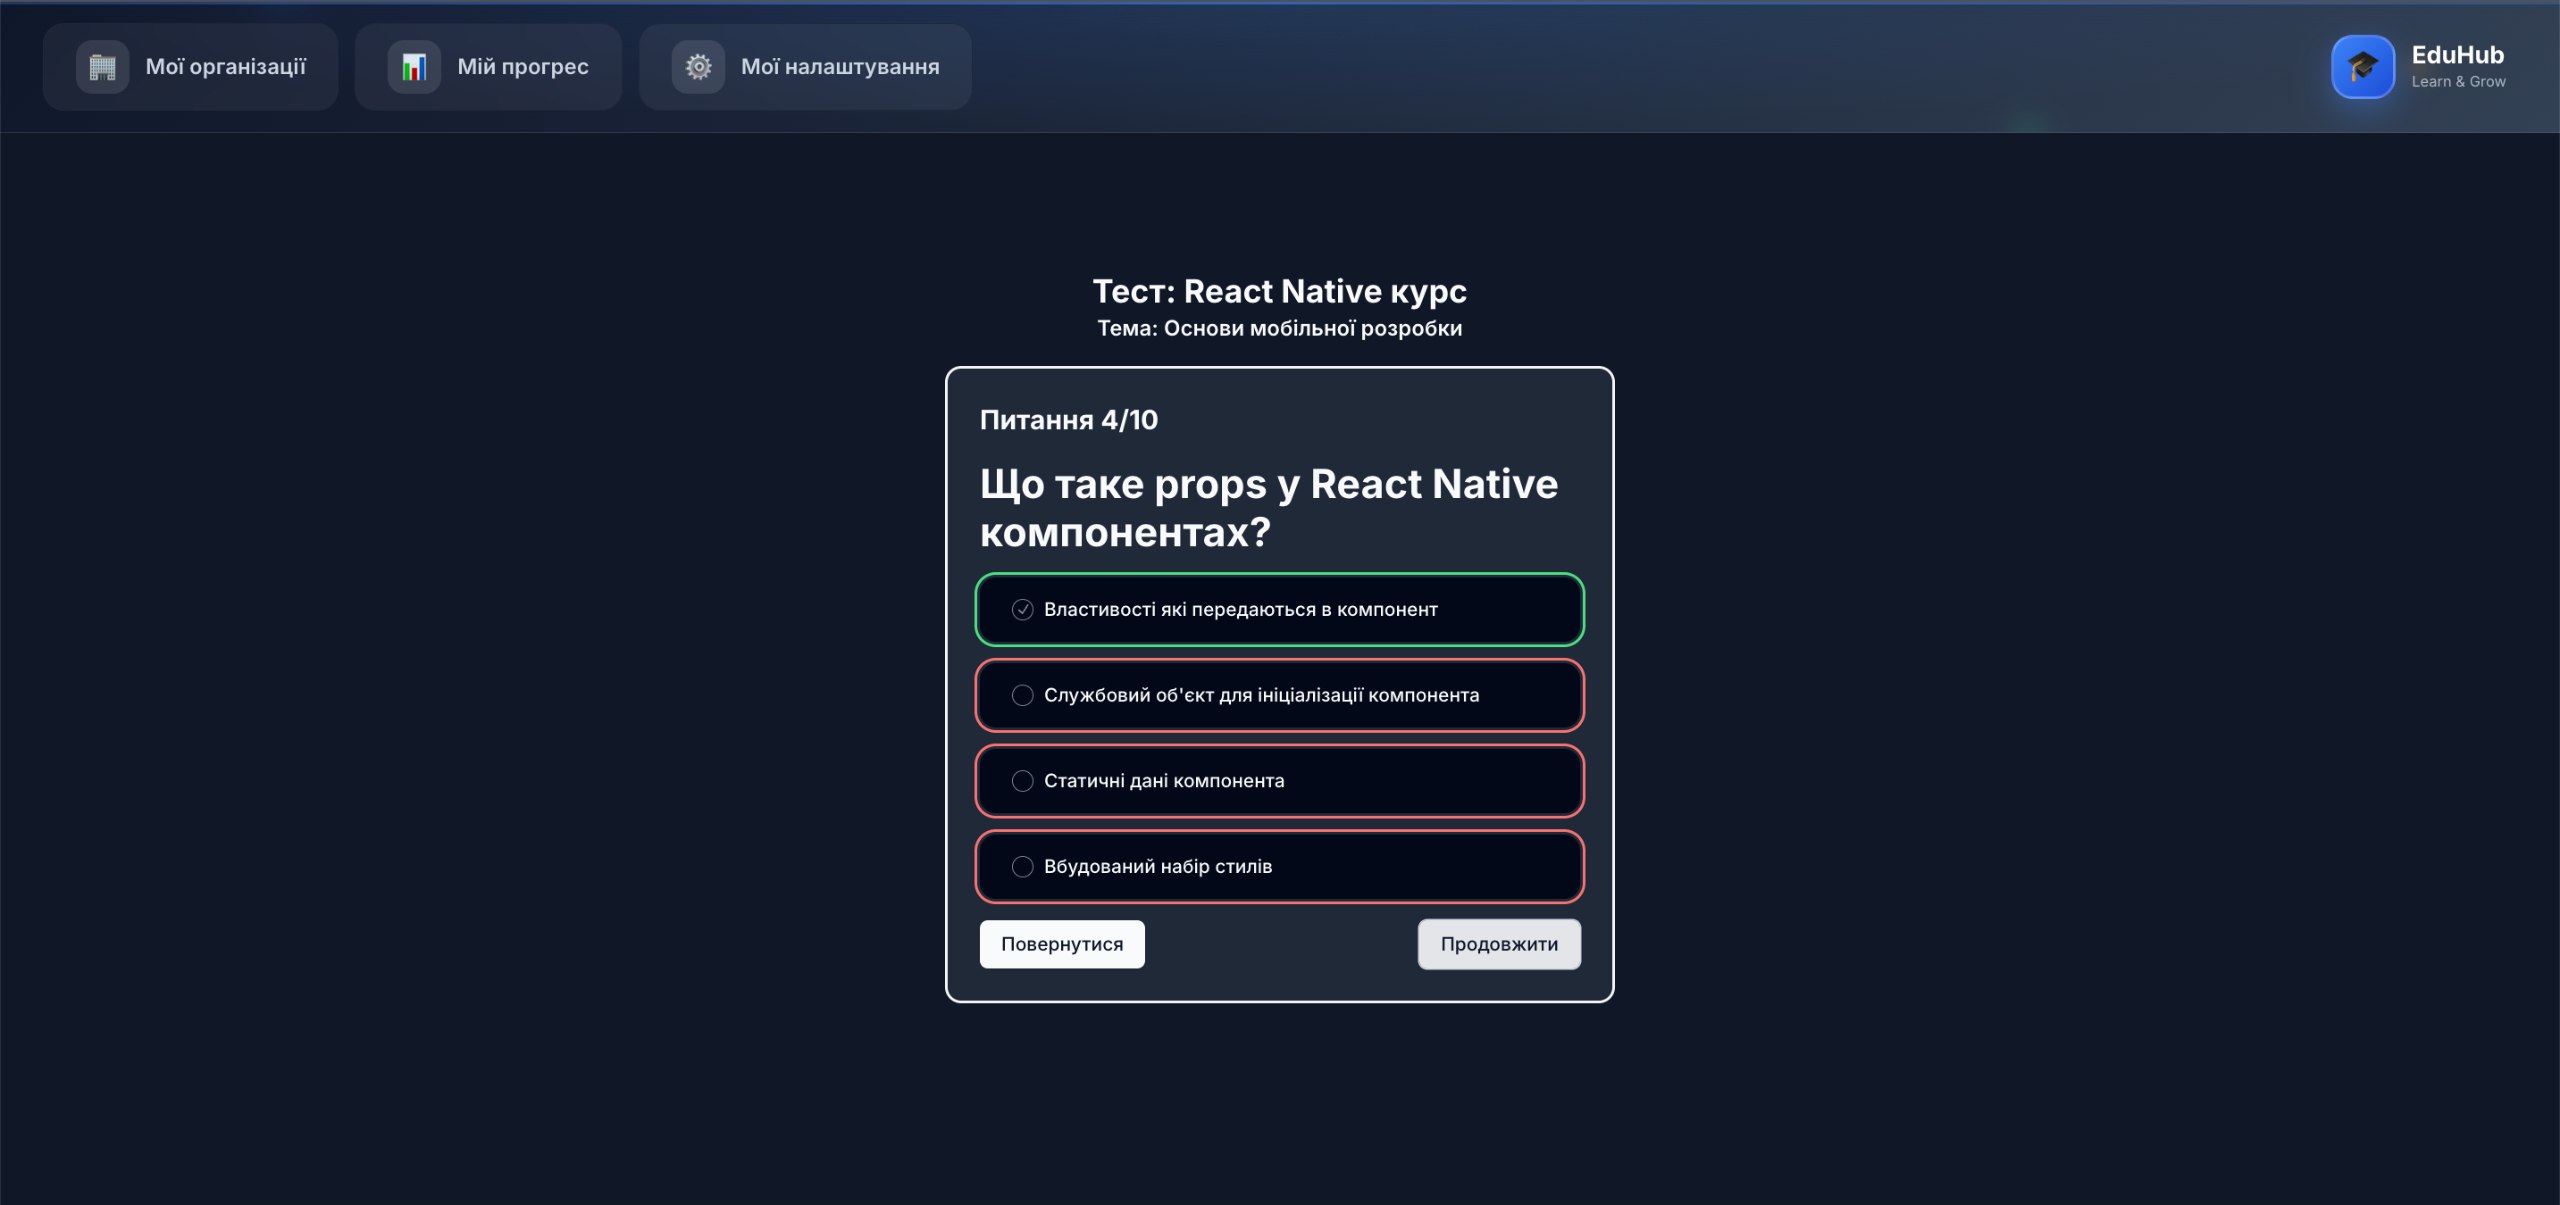 Мої організації
Мій прогрес
Мої налаштування
EduHub
Learn & Grow
Тест: React Native курс
Тема: Основи мобільної розробки
Питання 4/10
Що таке props у React Native
компонентах?
Властивості які передаються в компонент
Службовий об'єкт для ініціалізації компонента
Статичні дані компонента
Вбудований набір стилів
Повернутися
Продовжити